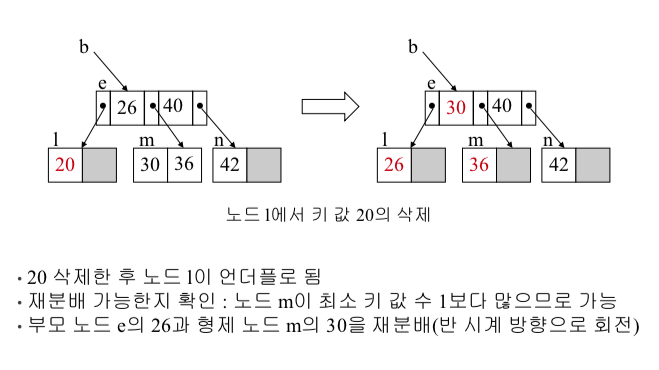 b
e
26
40
l
m
n
20
30
36
42
b
e
30
40
l
m
n
26
36
42
노드 l에서 키 값 20의 삭제
• 20 삭제한 후 노드 l이 언더플로 됨
• 재분배 가능한지 확인 : 노드 m이 최소 키 값 수 1보다 많으므로 가능
• 부모 노드 e의 26과 형제 노드 m의 30을 재분배(반 시계 방향으로 회전)